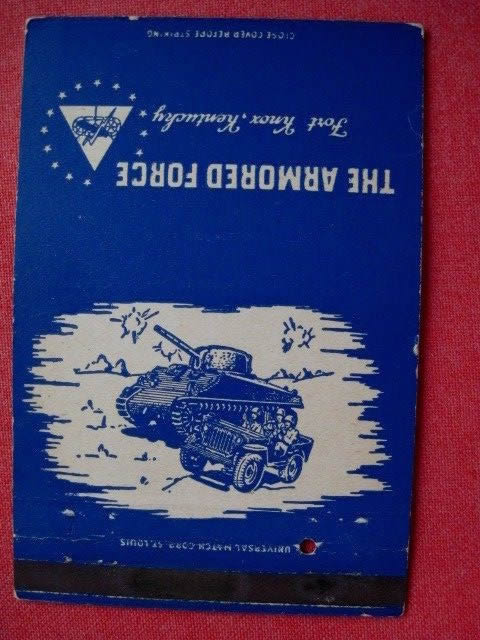 CLOSE COVER BEFORE STRIKING
Fort Knox, Kentucky
THE ARMORED FORCE
UNIVERSAL MATCH CORP. ST. LOUIS